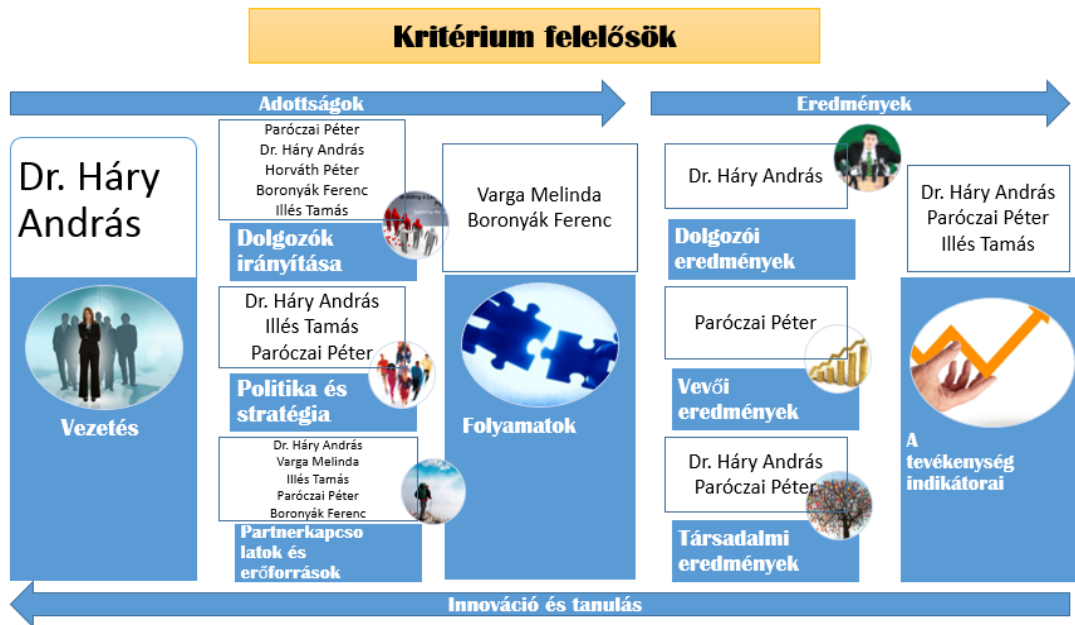 Kritérium felelősök
Adottságok
Eredmények
Dr. Háry
András
Vezetés
Paróczai Péter
Dr. Háry András
Horváth Péter
Boronyák Ferenc
Illés Tamás
Dolgozók
irányítása
Dr. Háry András
Illés Tamás
Paróczai Péter
Politika és
stratégia
Dr. Háry András
Varga Melinda
Illés Tamás
Paróczai Péter
Boronyák Ferenc
Partnerkapcso
latok és
erőforrások
Varga Melinda
Boronyák Ferenc
Folyamatok
Dr. Háry András
Dolgozói
eredmények
Paróczai Péter
Vevői
eredmények
Dr. Háry András
Paróczai Péter
Társadalmi
eredmények
Dr. Háry András
Paróczai Péter
Illés Tamás
A
tevékenység
indikátorai
Innováció és tanulás